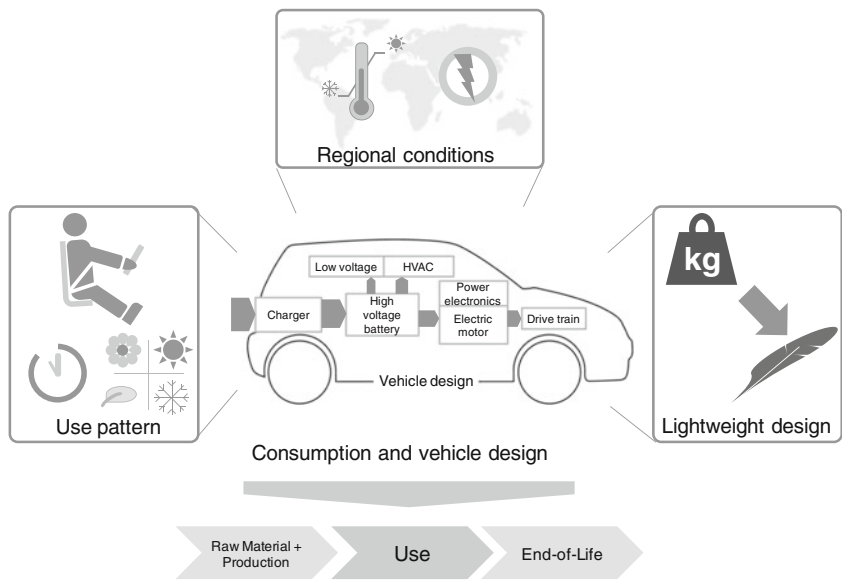 Regional conditions
Use pattern
kg
Lightweight design
Low voltage
HVAC
Charger
High
voltage
battery
Power
electronics
Electric
motor
Drive train
Vehicle design
Consumption and vehicle design
Raw Material +
Production
Use
End-of-Life